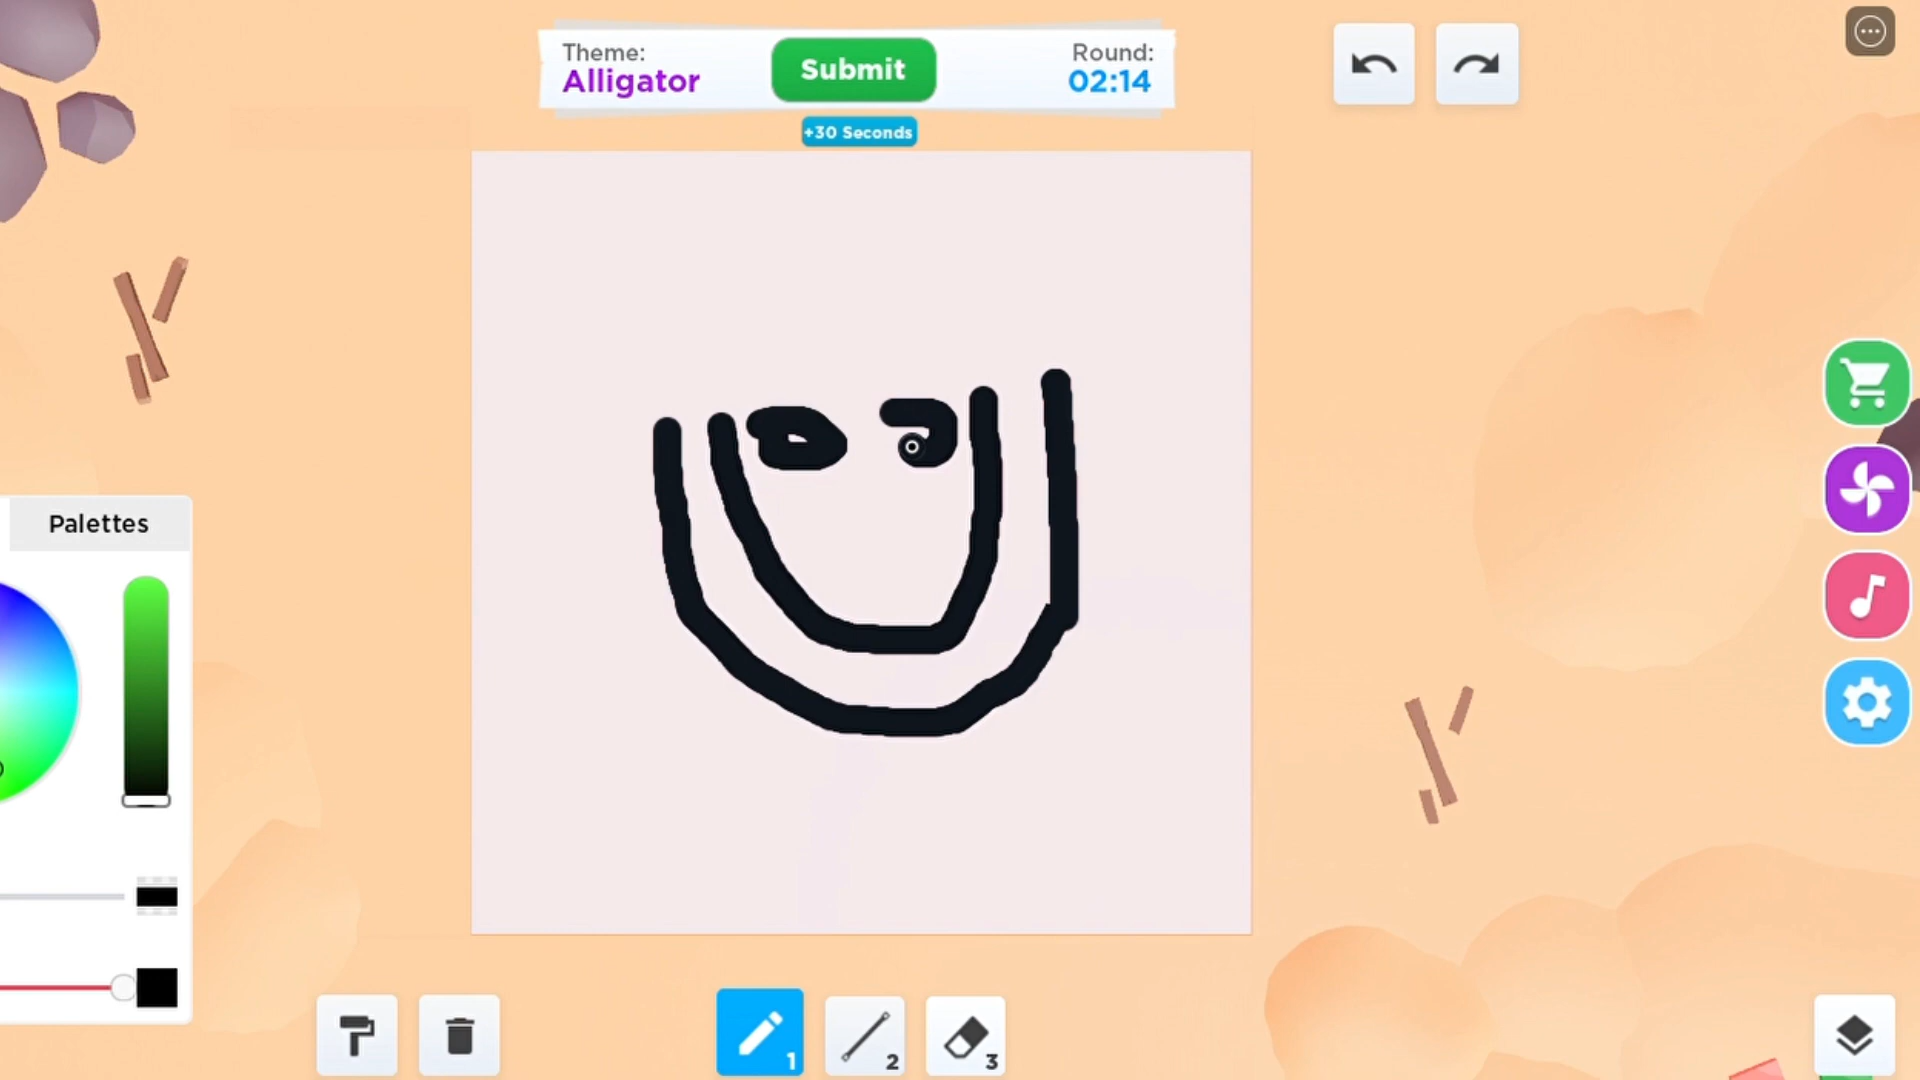 Theme:
Alligator
Submit
Round:
02:14
+30 Seconds
Palettes
1
2
3